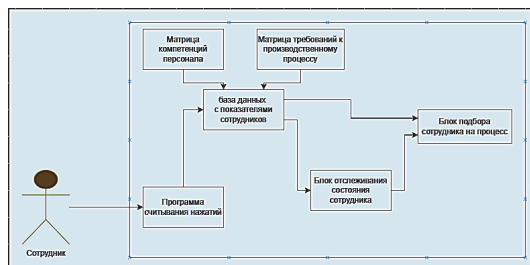 Матрица
компетенций
персонала
Матрица требований к
производственному
процессу
база данных
с показателями
сотрудников
Блок подбора
сотрудника на процесс
Блок отслеживания
состояния
сотрудника
Программа
считывания нажатий
Сотрудник